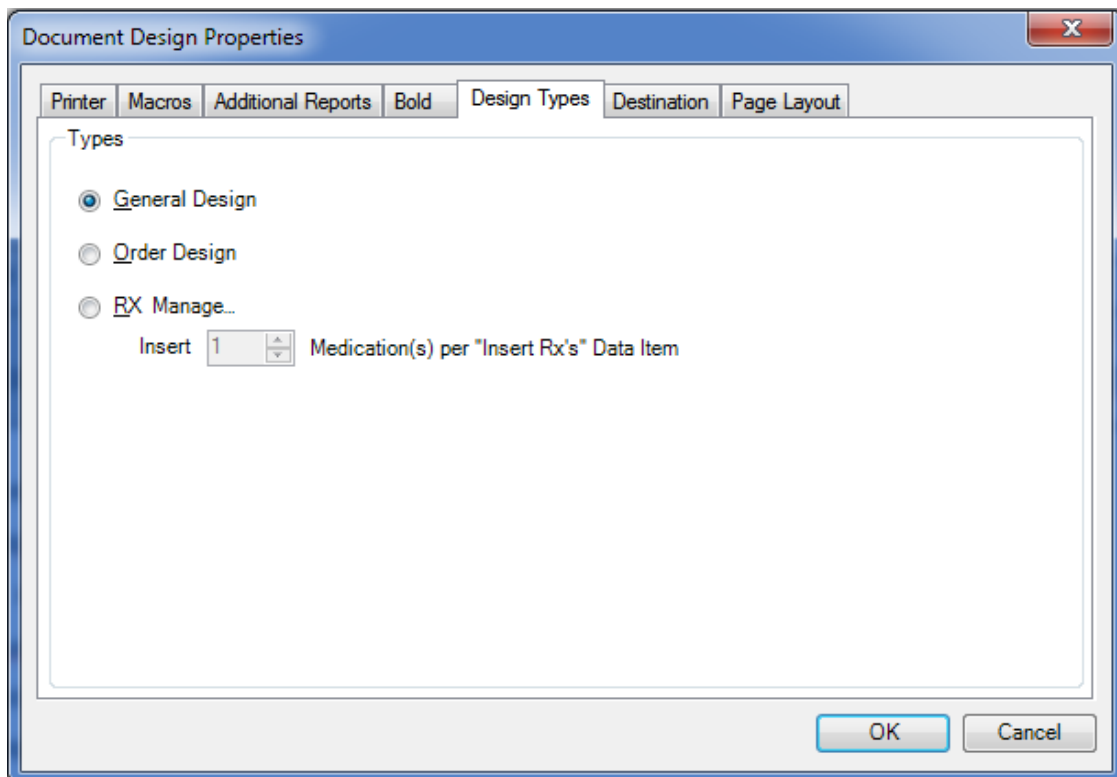 Document Design Properties
Printer Macros Additional Reports Bold Design Types Destination Page Layout
Types
General Design
Order Design
RX Manage...
Insert 1 Medication(s) per "Insert Rx's" Data Item
OK Cancel